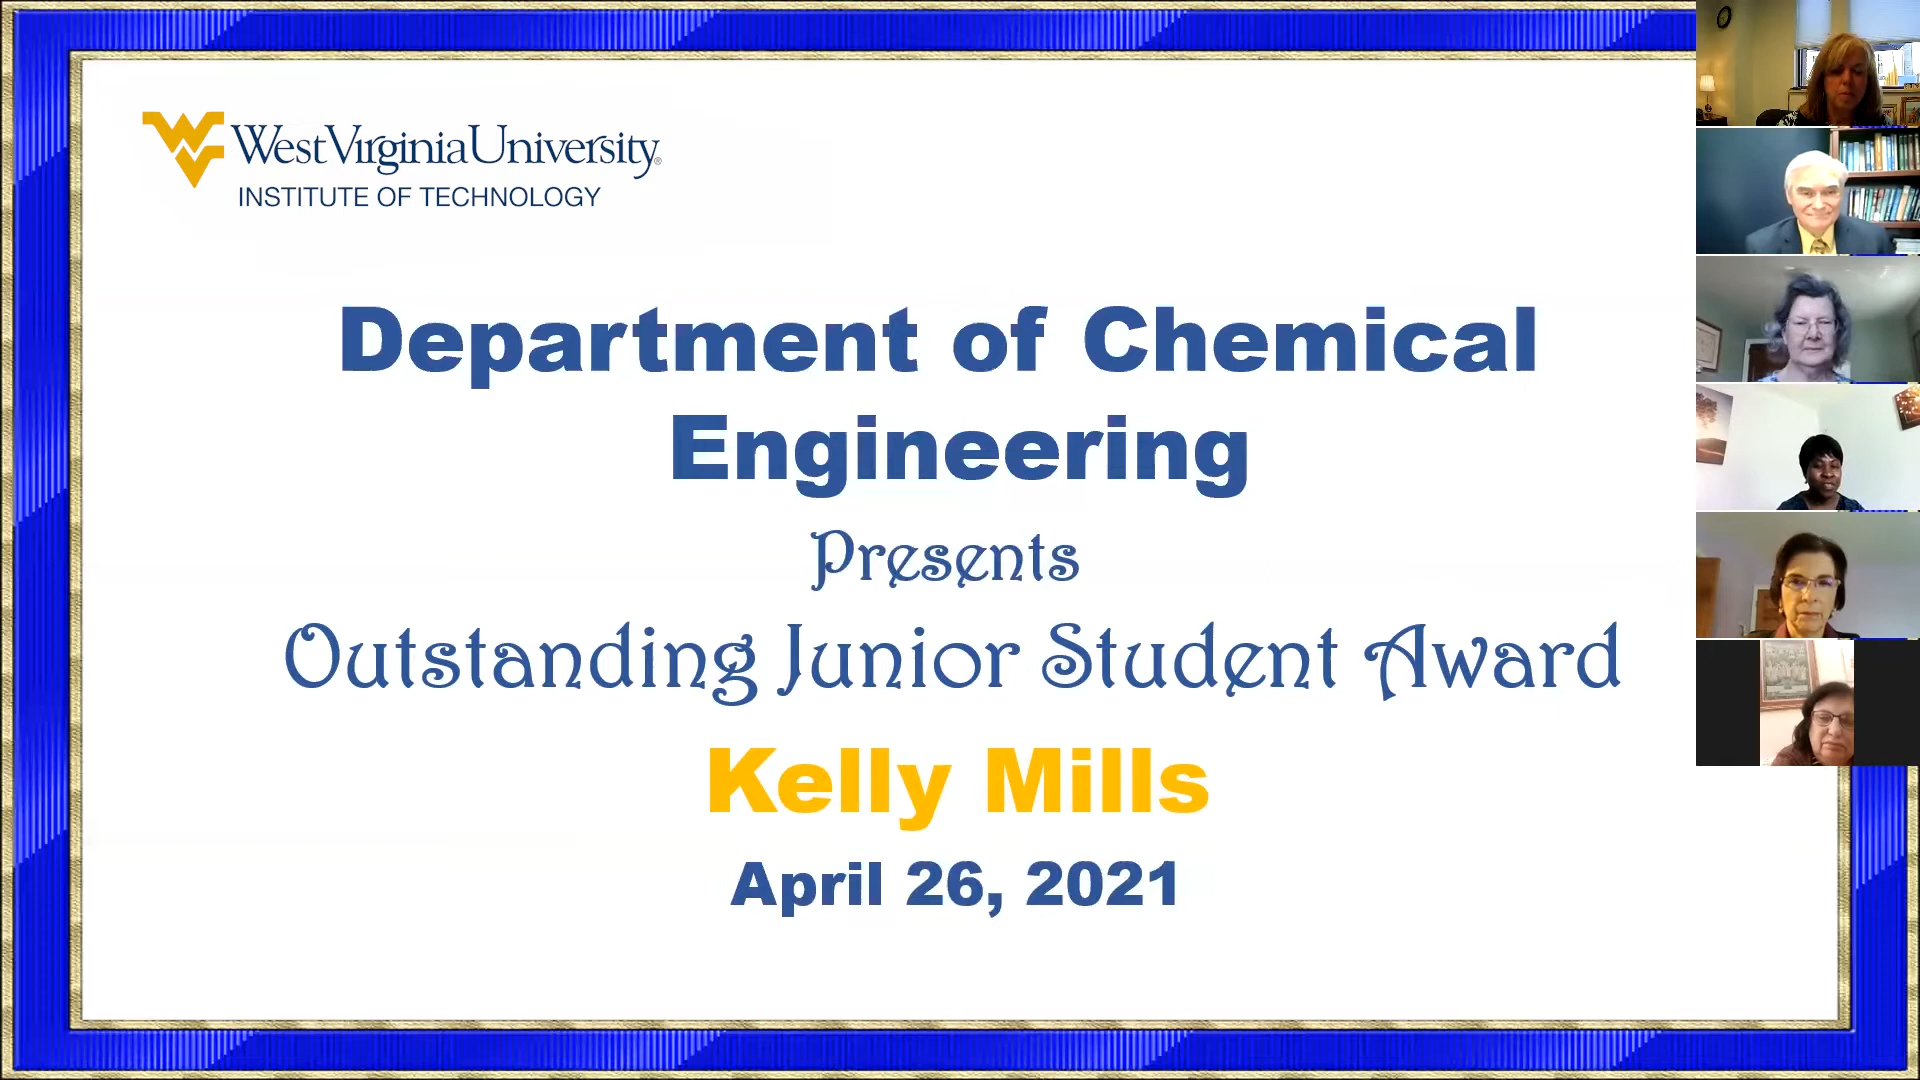 WestVirginiaUniversity®
INSTITUTE OF TECHNOLOGY
Department of Chemical
Engineering
Presents
Outstanding Junior Student Award
Kelly Mills
April 26, 2021